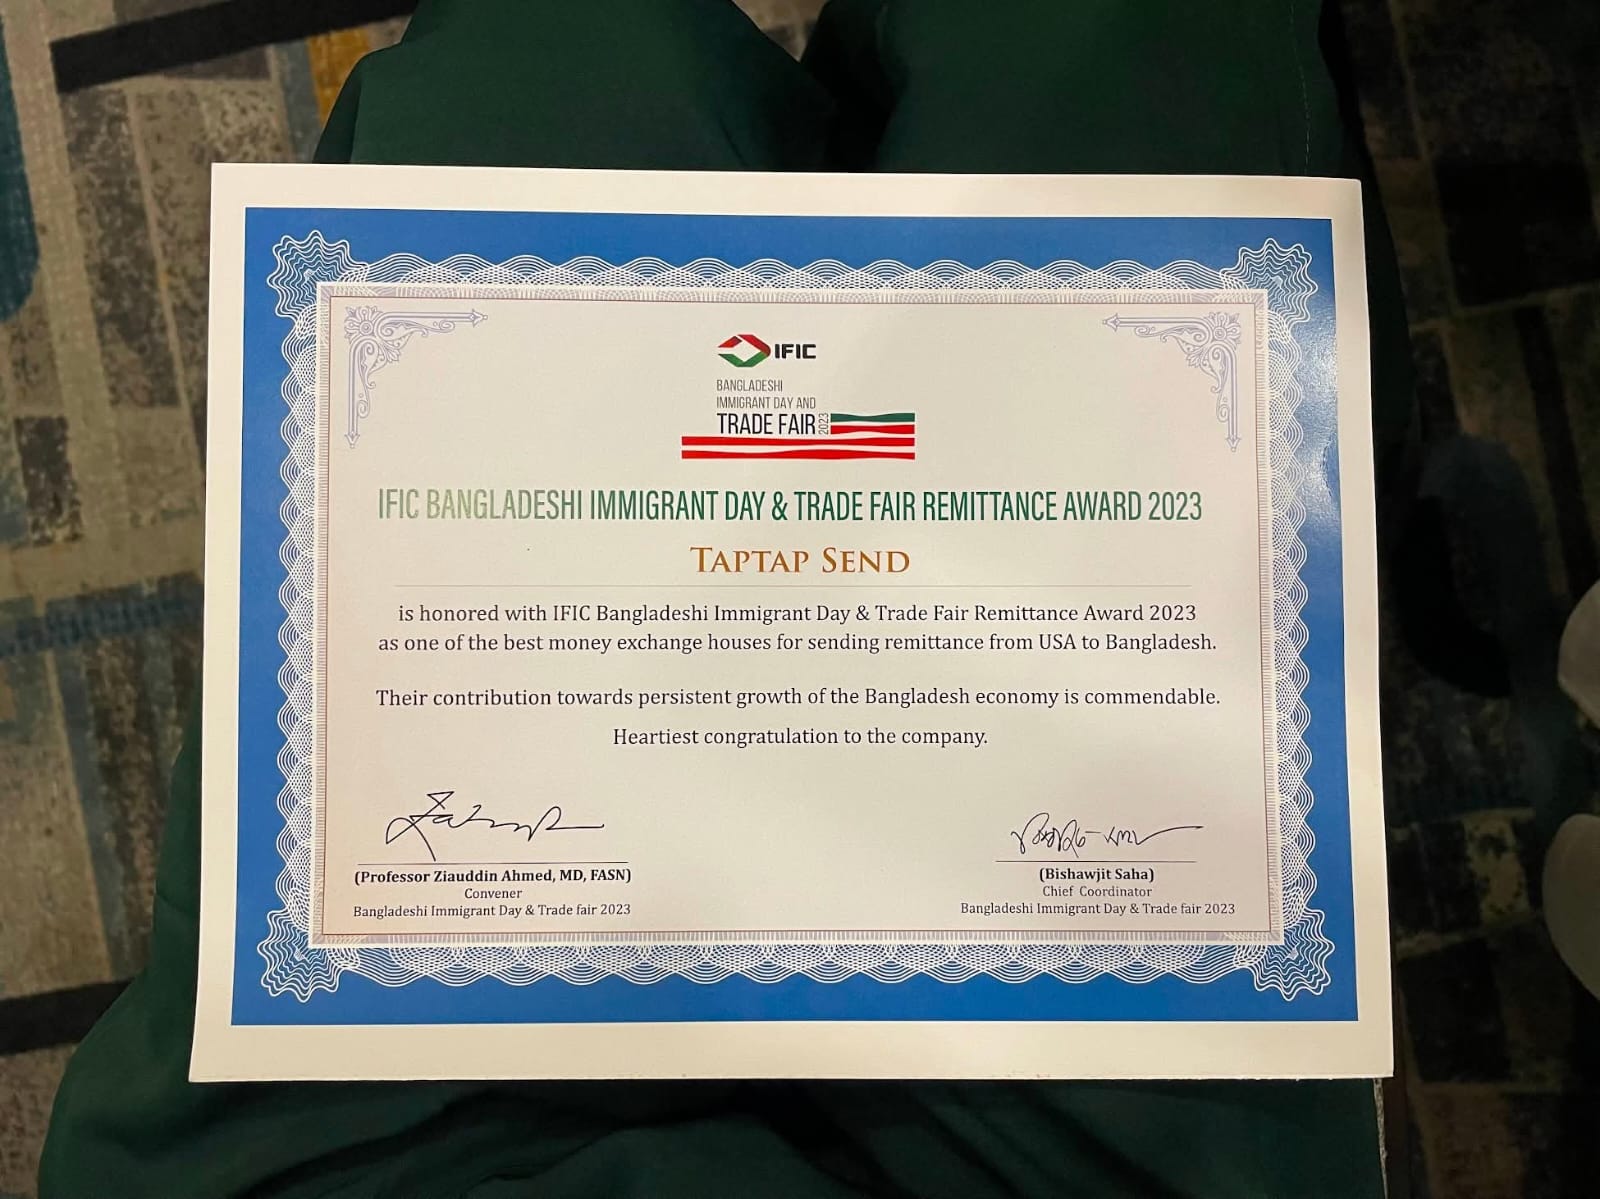 IFIC
BANGLADESHI
IMMIGRANT DAY AND
TRADE FAIR 2023
IFIC BANGLADESHI IMMIGRANT DAY & TRADE FAIR REMITTANCE AWARD 2023
TAPTAP SEND
is honored with IFIC Bangladeshi Immigrant Day & Trade Fair Remittance Award 2023
as one of the best money exchange houses for sending remittance from USA to Bangladesh.
Their contribution towards persistent growth of the Bangladesh economy is commendable.
Heartiest congratulation to the company.
(Professor Ziauddin Ahmed, MD, FASN)
Convener
Bangladeshi Immigrant Day & Trade fair 2023
(Bishawjit Saha)
Chief Coordinator
Bangladeshi Immigrant Day & Trade fair 2023